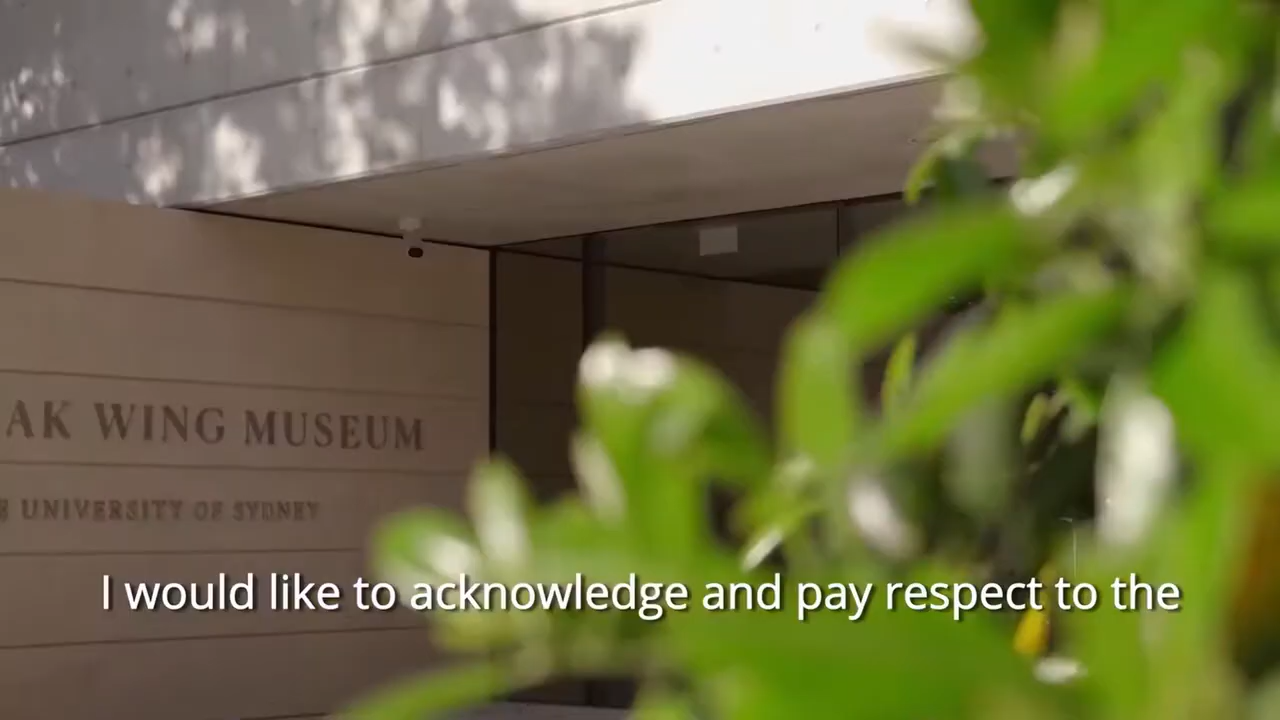 AK WING MUSEUM
E UNIVERSITY OF SYDNEY
I would like to acknowledge and pay respect to the